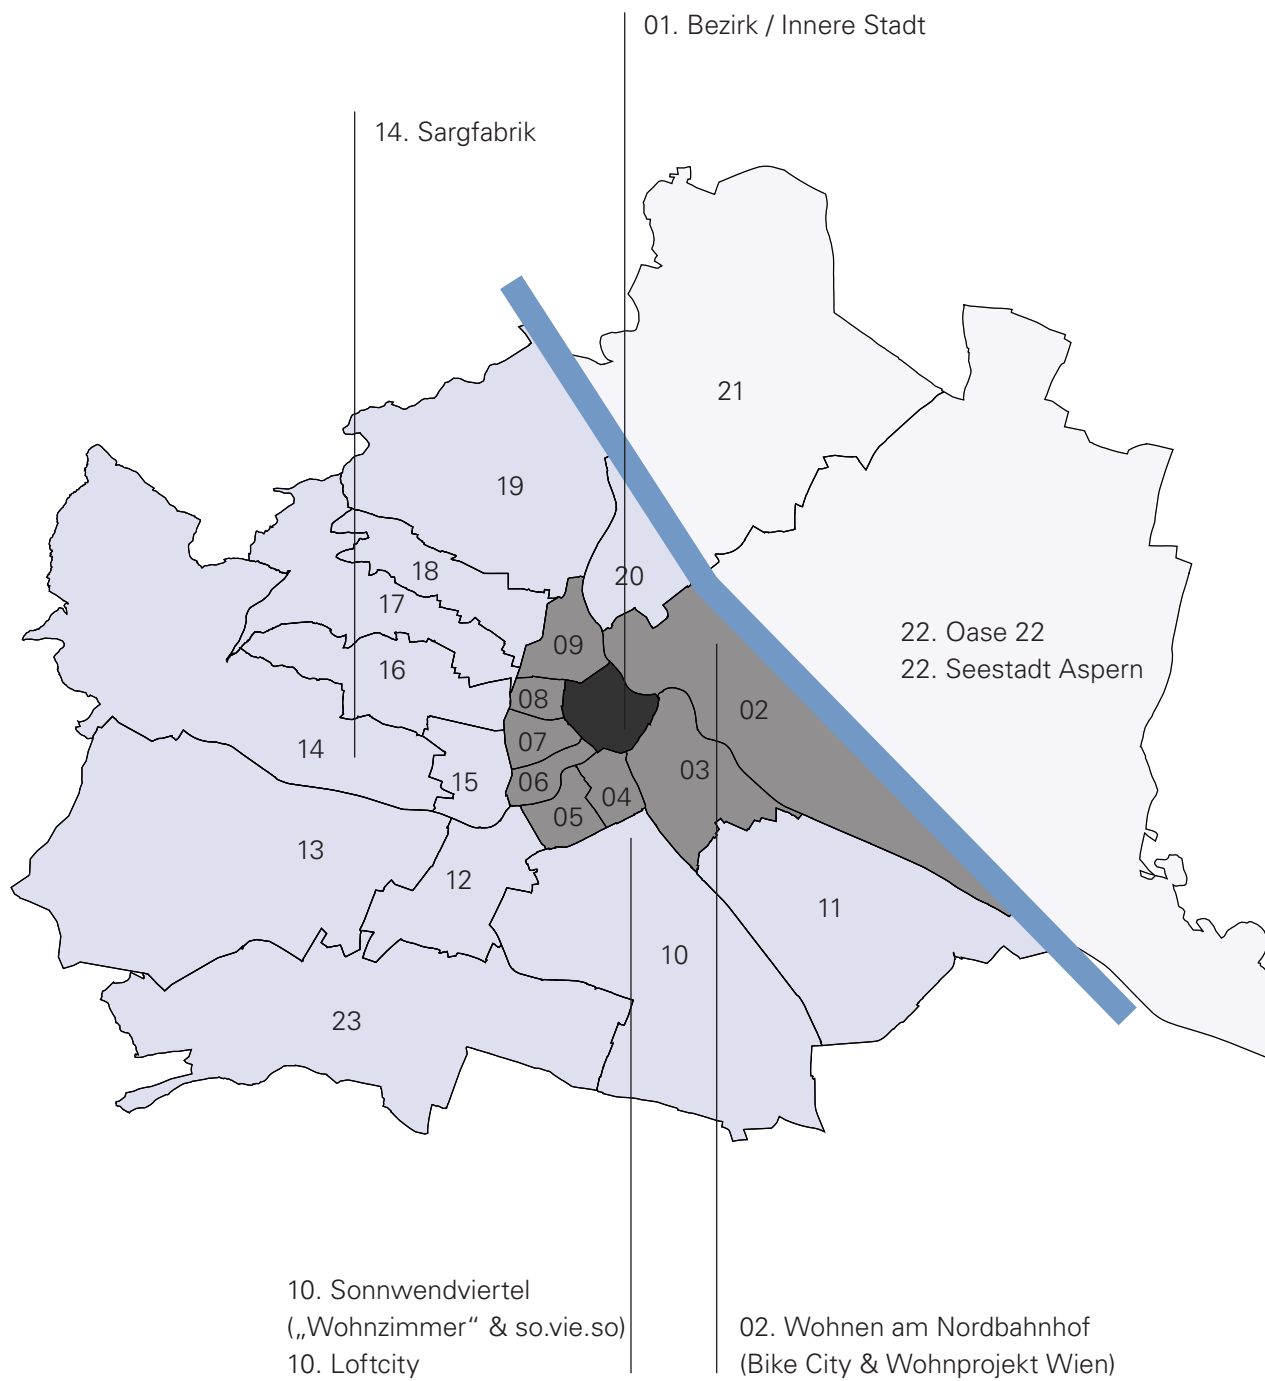 01. Bezirk / Innere Stadt
14. Sargfabrik
21
19
18
20
17
09
22. Oase 22
22. Seestadt Aspern
16
08
02
07
14
03
15
06
04
05
13
12
11
10
23
10. Sonnwendviertel
(„Wohnzimmer“ & so.vie.so)
10. Loftcity
02. Wohnen am Nordbahnhof
(Bike City & Wohnprojekt Wien)